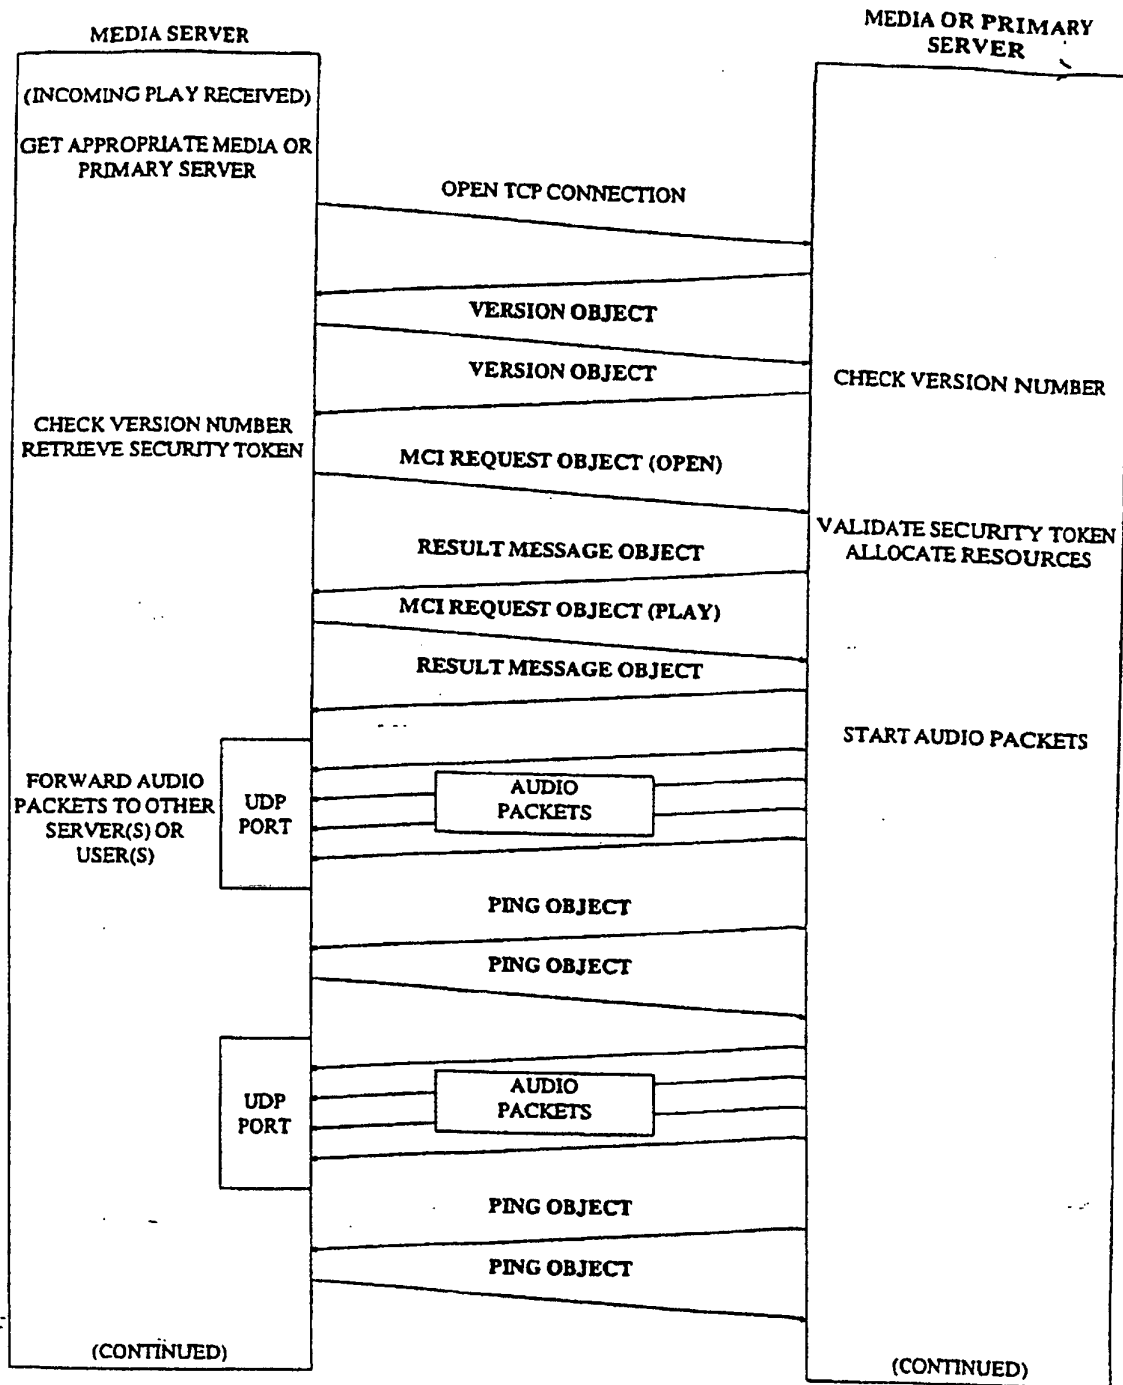 MEDIA SERVER
MEDIA OR PRIMARY
SERVER
(INCOMING PLAY RECEIVED)
GET APPROPRIATE MEDIA OR
PRIMARY SERVER
OPEN TCP CONNECTION
VERSION OBJECT
VERSION OBJECT
CHECK VERSION NUMBER
CHECK VERSION NUMBER
RETRIEVE SECURITY TOKEN
MCI REQUEST OBJECT (OPEN)
VALIDATE SECURITY TOKEN
ALLOCATE RESOURCES
RESULT MESSAGE OBJECT
MCI REQUEST OBJECT (PLAY)
RESULT MESSAGE OBJECT
START AUDIO PACKETS
FORWARD AUDIO
PACKETS TO OTHER
SERVER(S) OR
USER(S)
UDP
PORT
AUDIO
PACKETS
PING OBJECT
PING OBJECT
UDP
PORT
AUDIO
PACKETS
PING OBJECT
PING OBJECT
(CONTINUED)
(CONTINUED)